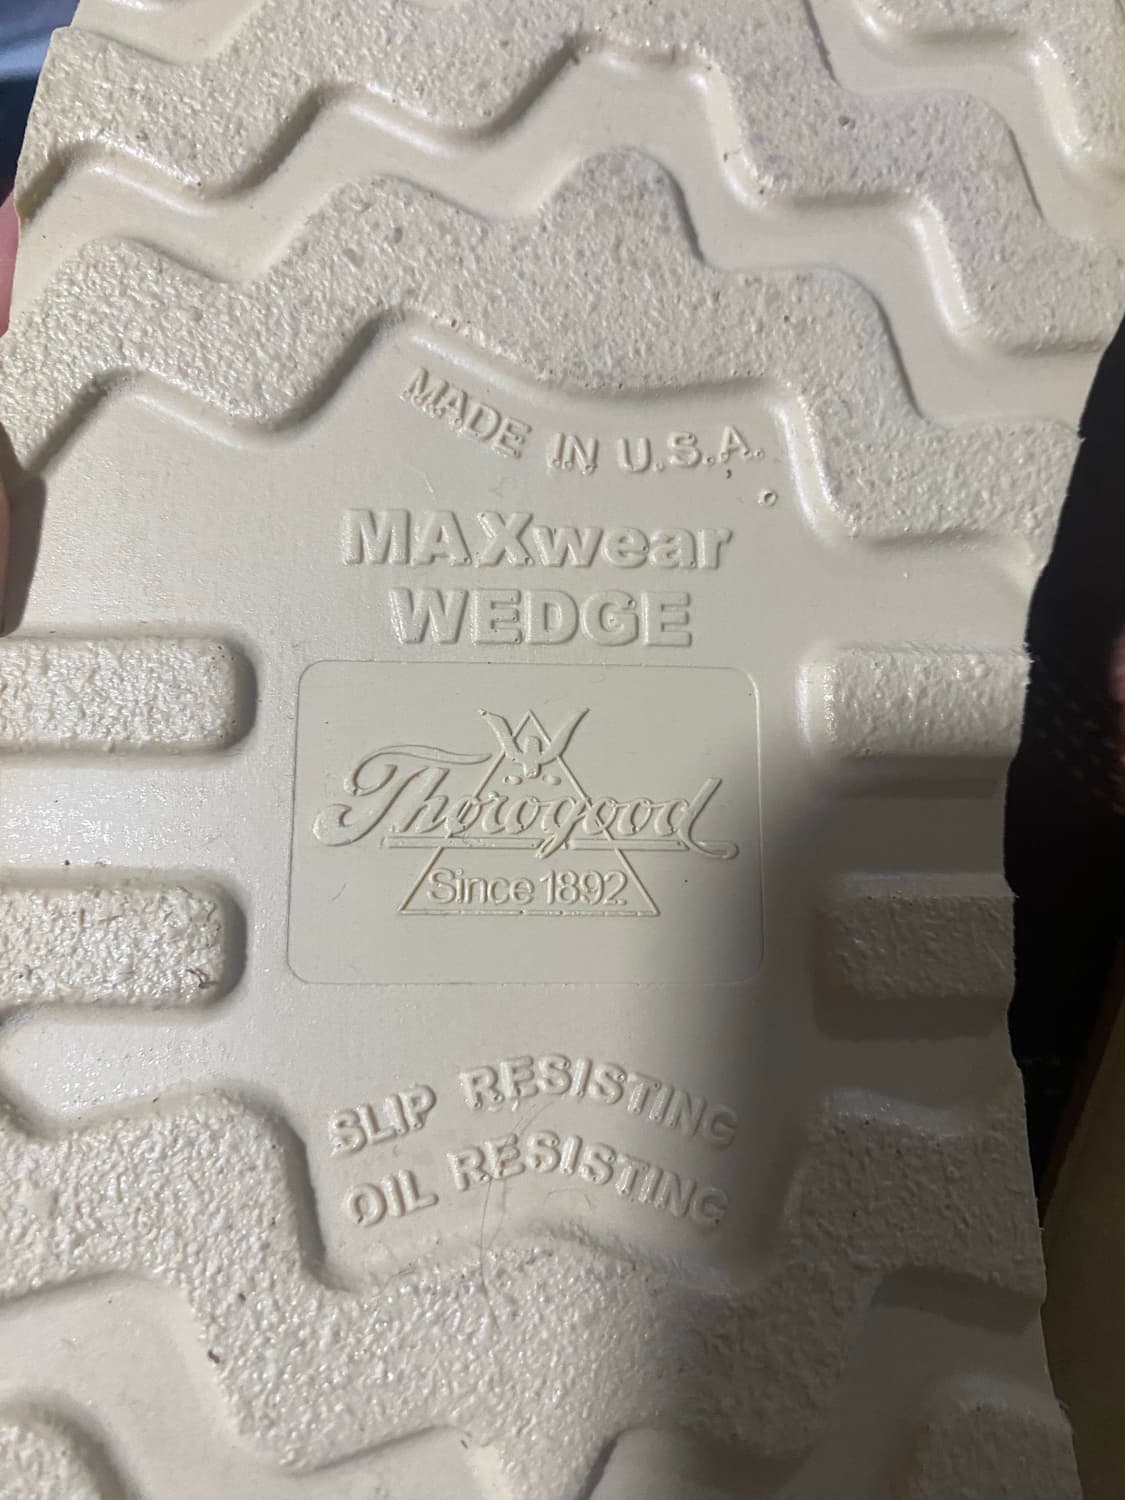 MADE IN U.S.A.
MAXwear
WEDGE
Thorogood
Since 1892
SLIP RESISTING
OIL RESISTING